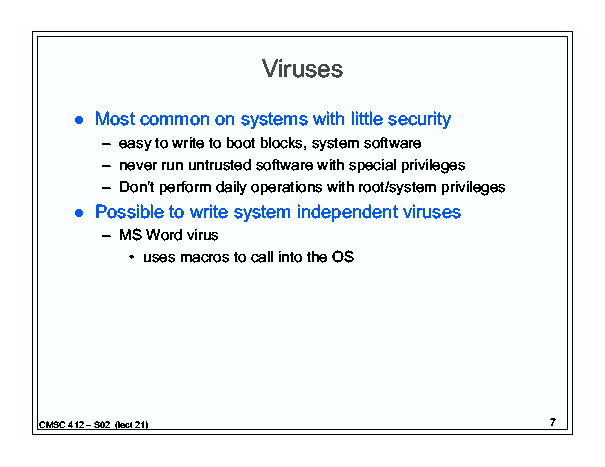 Viruses
● Most common on systems with little security
– easy to write to boot blocks, system software
– never run untrusted software with special privileges
– Don't perform daily operations with root/system privileges
● Possible to write system independent viruses
– MS Word virus
• uses macros to call into the OS
CMSC 412 – S02 (lect 21)
7